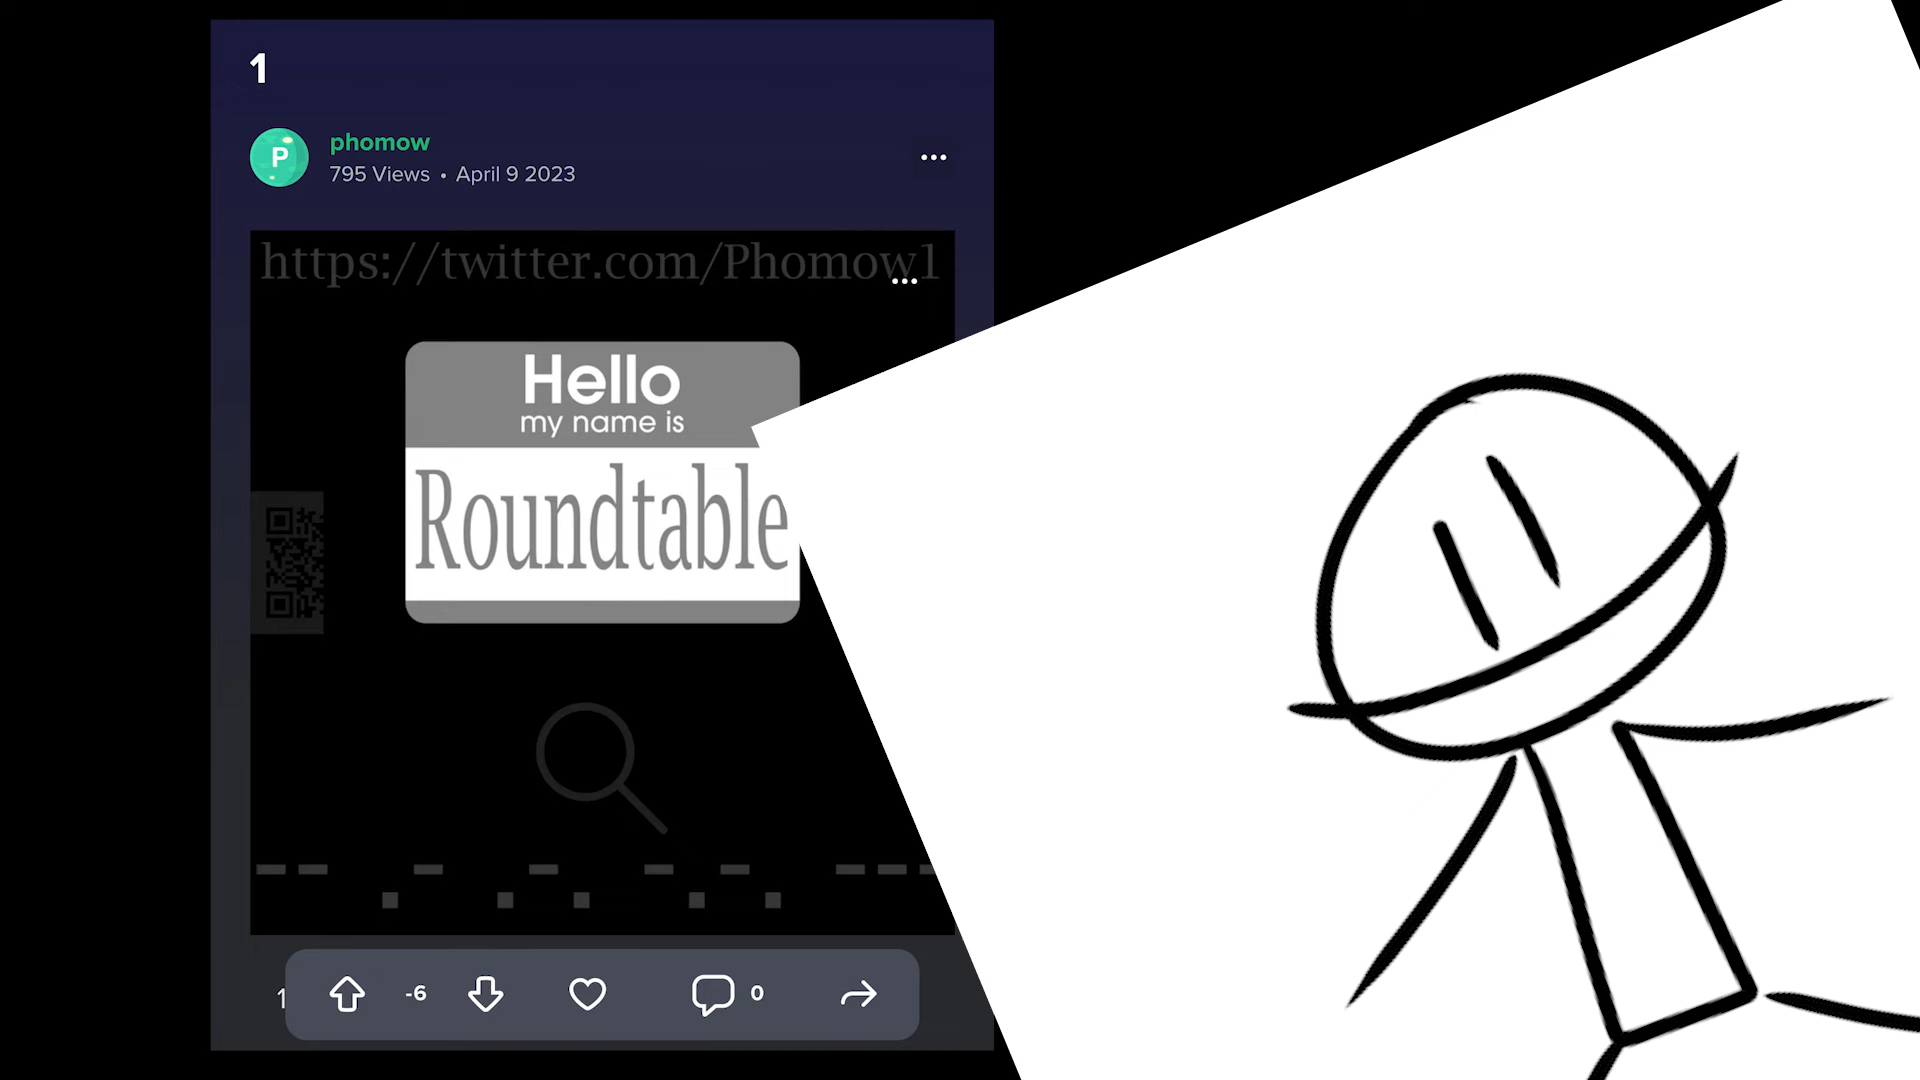 1
P
phomow
795 Views • April 9 2023
https://twitter.com/Phomow1
Hello
my name is
Roundtable
1
-6
0